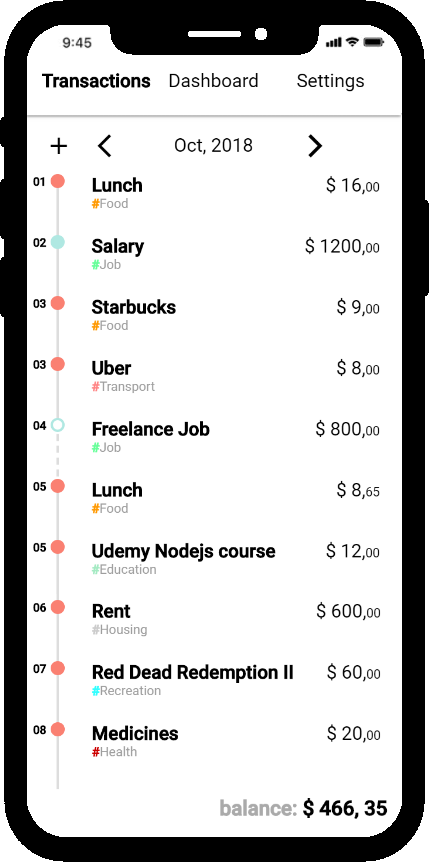 9:45
Transactions Dashboard Settings
+ Oct, 2018
01 Lunch $ 16,00
#Food
02 Salary $ 1200,00
#Job
03 Starbucks $ 9,00
#Food
03 Uber $ 8,00
#Transport
04 Freelance Job $ 800,00
#Job
05 Lunch $ 8,65
#Food
05 Udemy Nodejs course $ 12,00
#Education
06 Rent $ 600,00
#Housing
07 Red Dead Redemption II $ 60,00
#Recreation
08 Medicines $ 20,00
#Health
balance: $ 466, 35